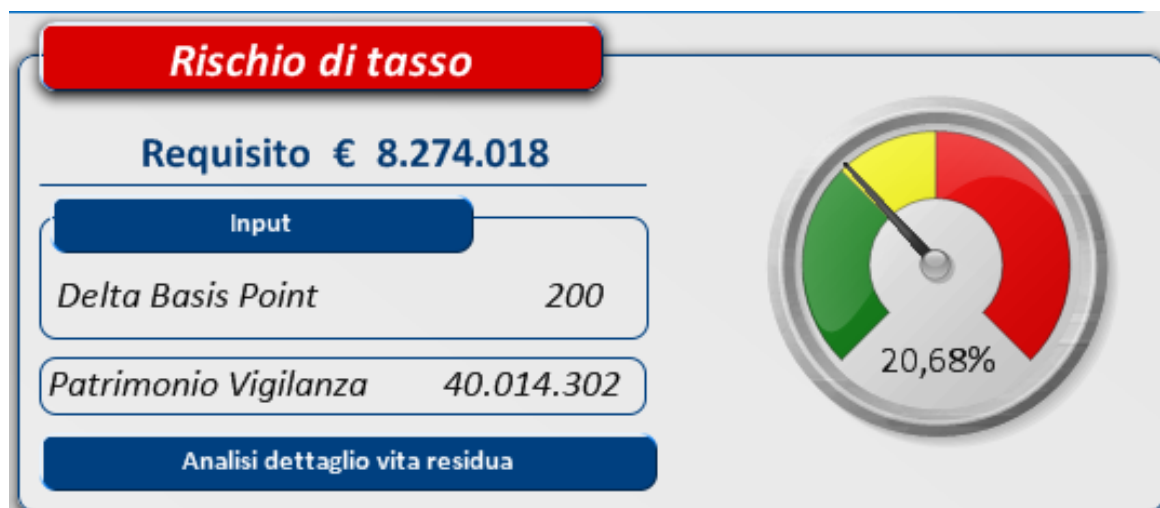 Rischio di tasso
Requisito € 8.274.018
Input
Delta Basis Point 200
Patrimonio Vigilanza 40.014.302
Analisi dettaglio vita residua
20,68%